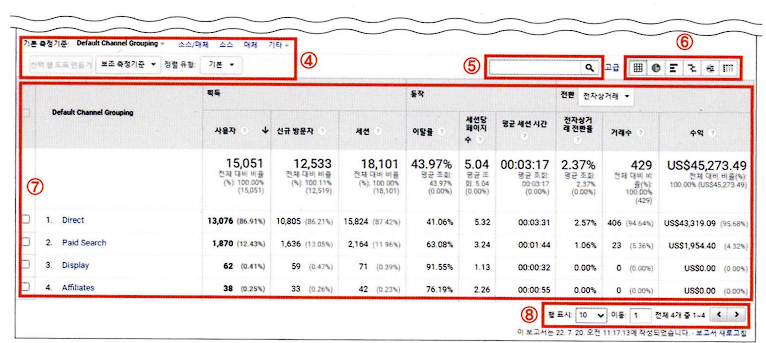 기본 측정기준: Default Channel Grouping 소스/매체 소스 매체 기타
④
선택 행 도표 만들기 보조 측정기준 정렬 유형: 기본
⑤
고급
⑥
⑦
Default Channel Grouping
획득 동작 전환 전자상거래
사용자 ? 신규 방문자 ? 세션 ? 이탈률 ? 세션당 페이지수 ? 평균 세션 시간 ? 전자상거래 전환율 ? 거래수 ? 수익 ?
15,051 12,533 18,101 43.97% 5.04 00:03:17 2.37% 429 US$45,273.49
전체 대비 비율(%): 100.00% (15,051) 전체 대비 비율(%): 100.11% (12,519) 전체 대비 비율(%): 100.00% (18,101) 평균 조회: 43.97% (0.00%) 평균 조회: 5.04 (0.00%) 평균 조회: 00:03:17 (0.00%) 평균 조회: 2.37% (0.00%) 전체 대비 비율(%): 100.00% (429) 전체 대비 비율(%): 100.00% (US$45,273.49)
1. Direct 13,076 (86.91%) 10,805 (86.21%) 15,824 (87.42%) 41.06% 5.32 00:03:31 2.57% 406 (94.64%) US$43,319.09 (95.68%)
2. Paid Search 1,870 (12.43%) 1,636 (13.05%) 2,164 (11.96%) 63.08% 3.24 00:01:44 1.06% 23 (5.36%) US$1,954.40 (4.32%)
3. Display 62 (0.41%) 59 (0.47%) 71 (0.39%) 91.55% 1.13 00:00:32 0.00% 0 (0.00%) US$0.00 (0.00%)
4. Affiliates 38 (0.25%) 33 (0.26%) 42 (0.23%) 76.19% 2.26 00:00:55 0.00% 0 (0.00%) US$0.00 (0.00%)
⑧
행 표시: 10 이동: 1 전체 4개 중 1~4
이 보고서는 22. 7. 20. 오전 11:17:13에 작성되었습니다. - 보고서 새로고침